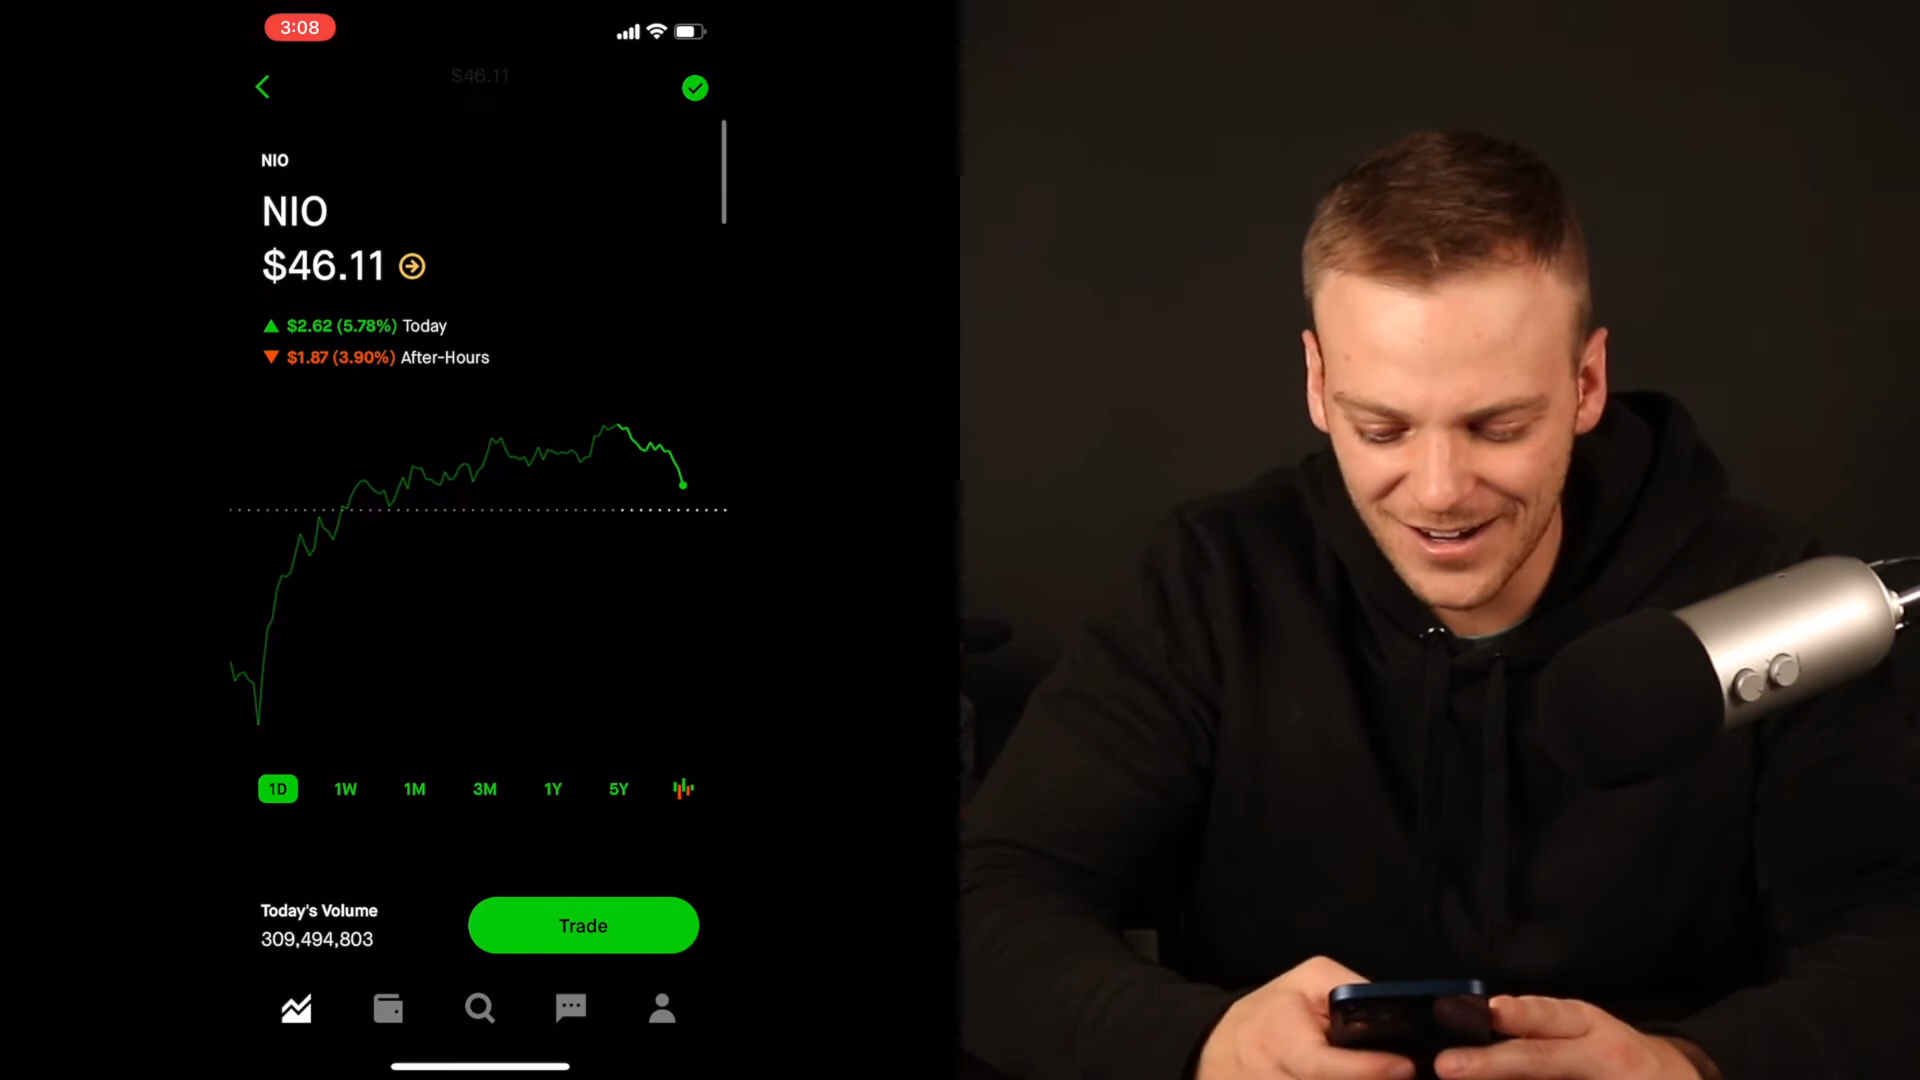 3:08
$46.11
NIO
NIO
$46.11
$2.62 (5.78%) Today
$1.87 (3.90%) After-Hours
1D 1W 1M 3M 1Y 5Y
Today's Volume
309,494,803
Trade